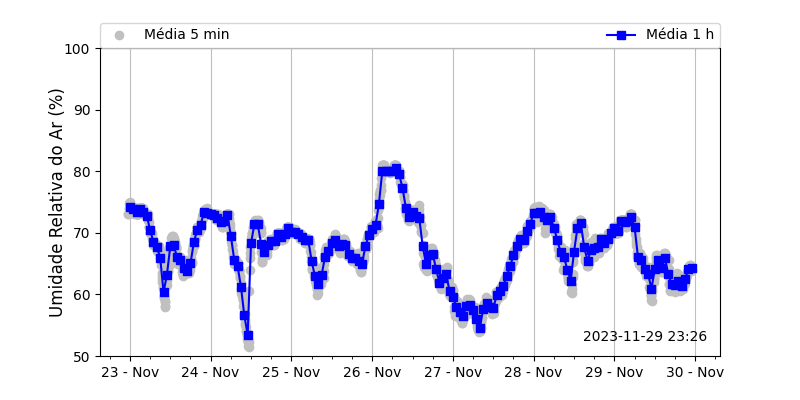 Média 5 min
Média 1 h
Umidade Relativa do Ar (%)
100
90
80
70
60
50
2023-11-29 23:26
23 - Nov
24 - Nov
25 - Nov
26 - Nov
27 - Nov
28 - Nov
29 - Nov
30 - Nov